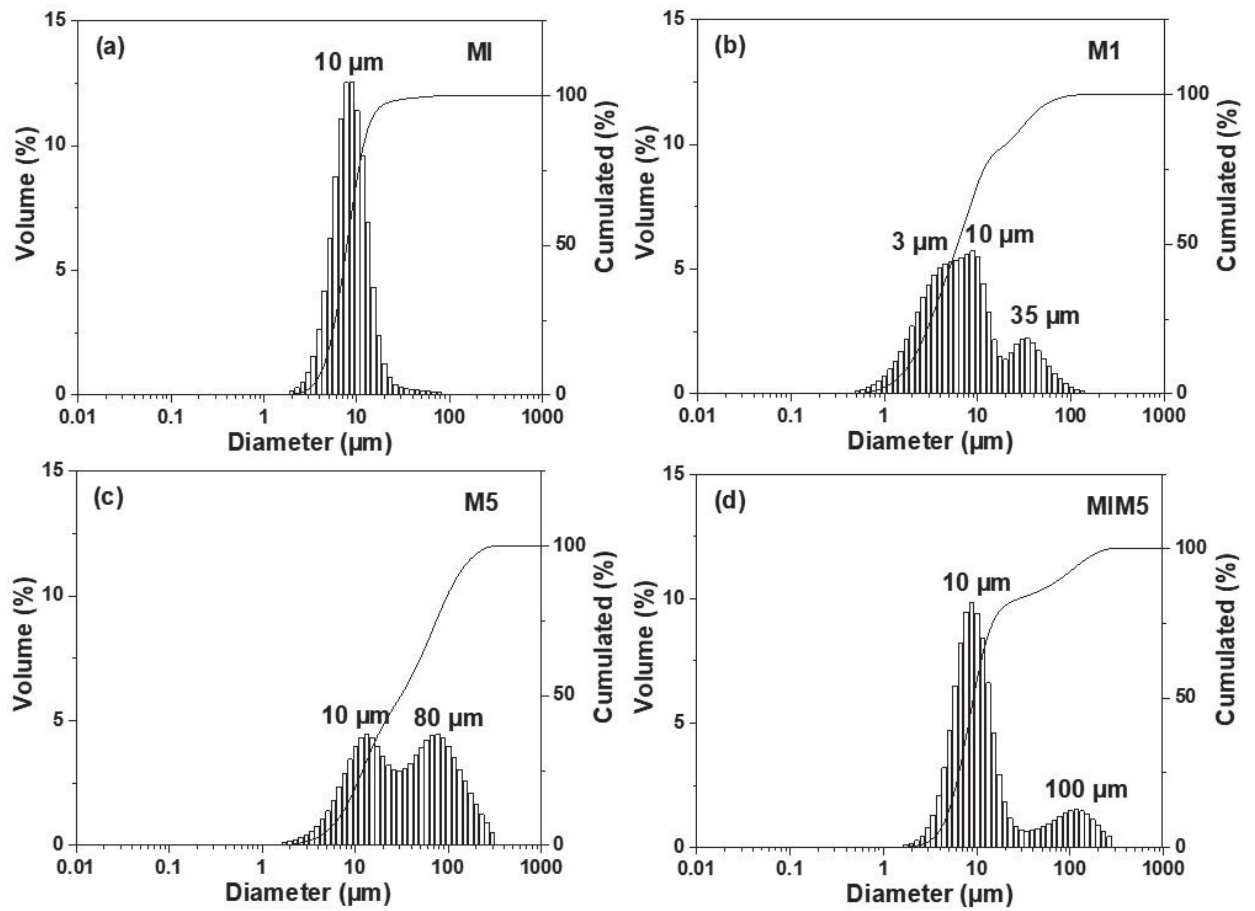 (a)
MI
10 µm
15
10
5
0
Volume (%)
100
50
0
Cumulated (%)
0.01 0.1 1 10 100 1000
Diameter (µm)
(b)
M1
3 µm 10 µm
35 µm
15
10
5
0
Volume (%)
100
50
0
Cumulated (%)
0.01 0.1 1 10 100 1000
Diameter (µm)
(c)
M5
10 µm 80 µm
15
10
5
0
Volume (%)
100
50
0
Cumulated (%)
0.01 0.1 1 10 100 1000
Diameter (µm)
(d)
MIM5
10 µm
100 µm
15
10
5
0
Volume (%)
100
50
0
Cumulated (%)
0.01 0.1 1 10 100 1000
Diameter (µm)